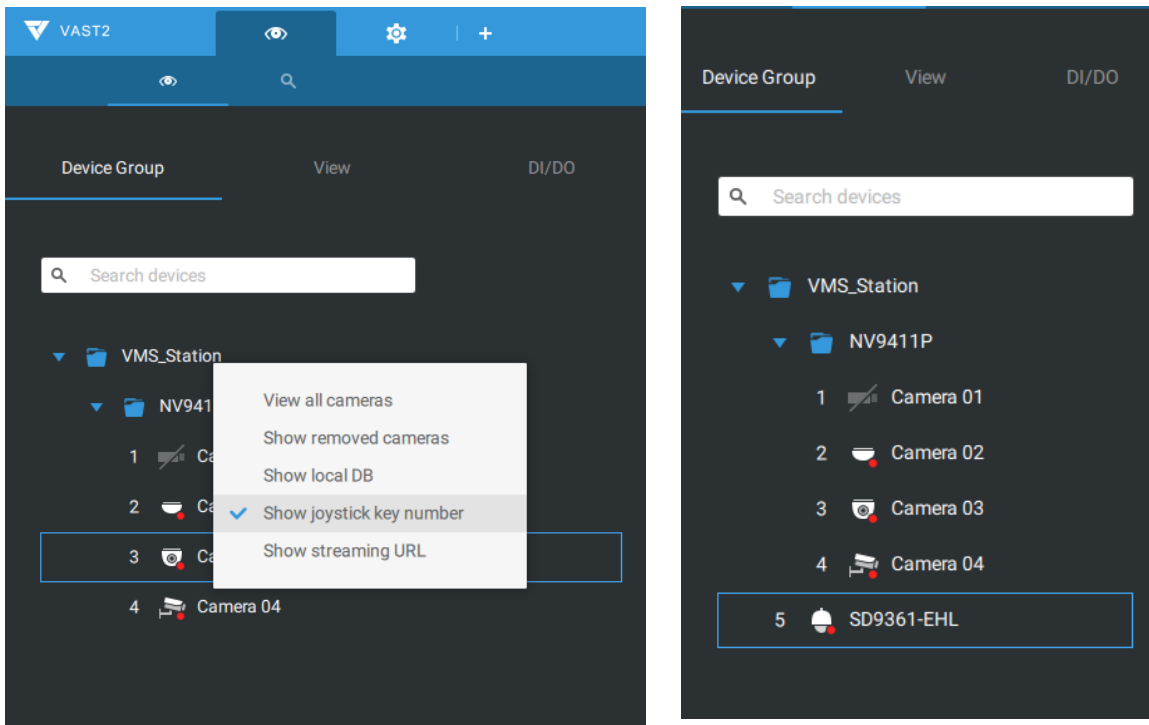 VAST2
Device Group View DI/DO
Search devices
VMS_Station
NV941
View all cameras
Show removed cameras
1 Ca
Show local DB
2 Ca
Show joystick key number
3 Ca
Show streaming URL
4 Camera 04
Device Group View DI/DO
Search devices
VMS_Station
NV9411P
1 Camera 01
2 Camera 02
3 Camera 03
4 Camera 04
5 SD9361-EHL